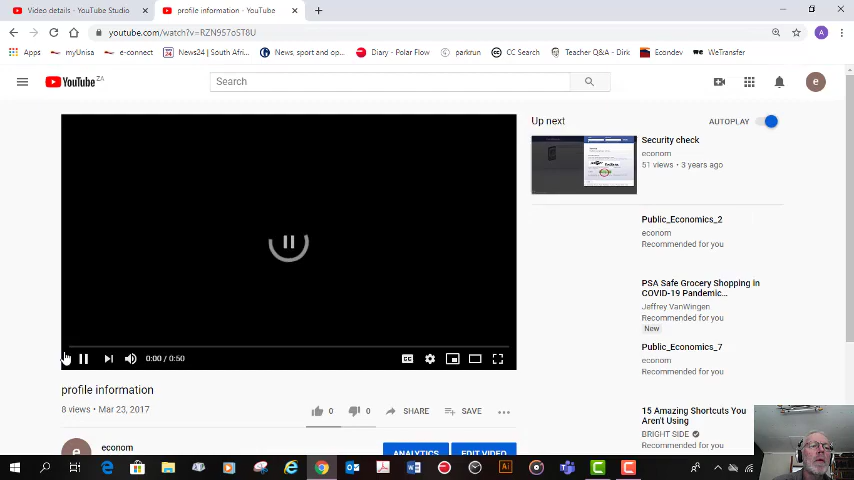 Video details - YouTube Studio
profile information - YouTube
youtube.com/watch?v=RZN9S7oST8U
Apps myUnisa e-connect News24 | South Afri... News, sport and op... Diary - Polar Flow parkrun CC Search Teacher Q&A - Dirk Econdev WeTransfer
A
YouTube ZA
Search
e
Up next
AUTOPLAY
Security check
econom
51 views • 3 years ago
Public_Economics_2
econom
Recommended for you
PSA Safe Grocery Shopping in
COVID-19 Pandemic...
Jeffrey VanWingen
Recommended for you
New
Public_Economics_7
econom
Recommended for you
15 Amazing Shortcuts You
Aren't Using
BRIGHT SIDE
Recommended for you
0:00 / 0:50
CC
profile information
8 views • Mar 23, 2017
0 0 SHARE SAVE
e
econom
ANALYTICS EDIT VIDEO